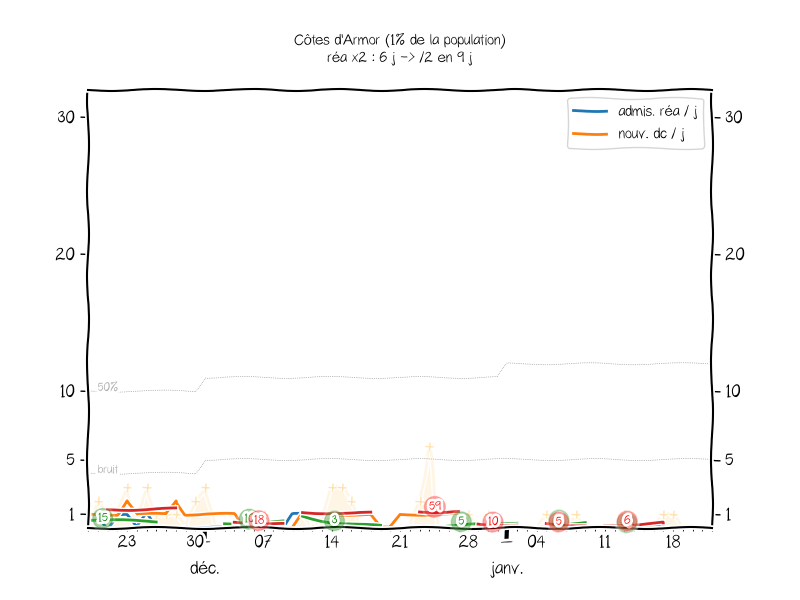 Côtes d'Armor (1% de la population)
réa x2 : 6 j -> /2 en 9 j
admis. réa / j
nouv. dc / j
30 30
20 20
10 10
50%
5 5
bruit
1 1
15 18 3 59 5 10 5 6
23 30 07 14 21 28 04 11 18
déc. janv.